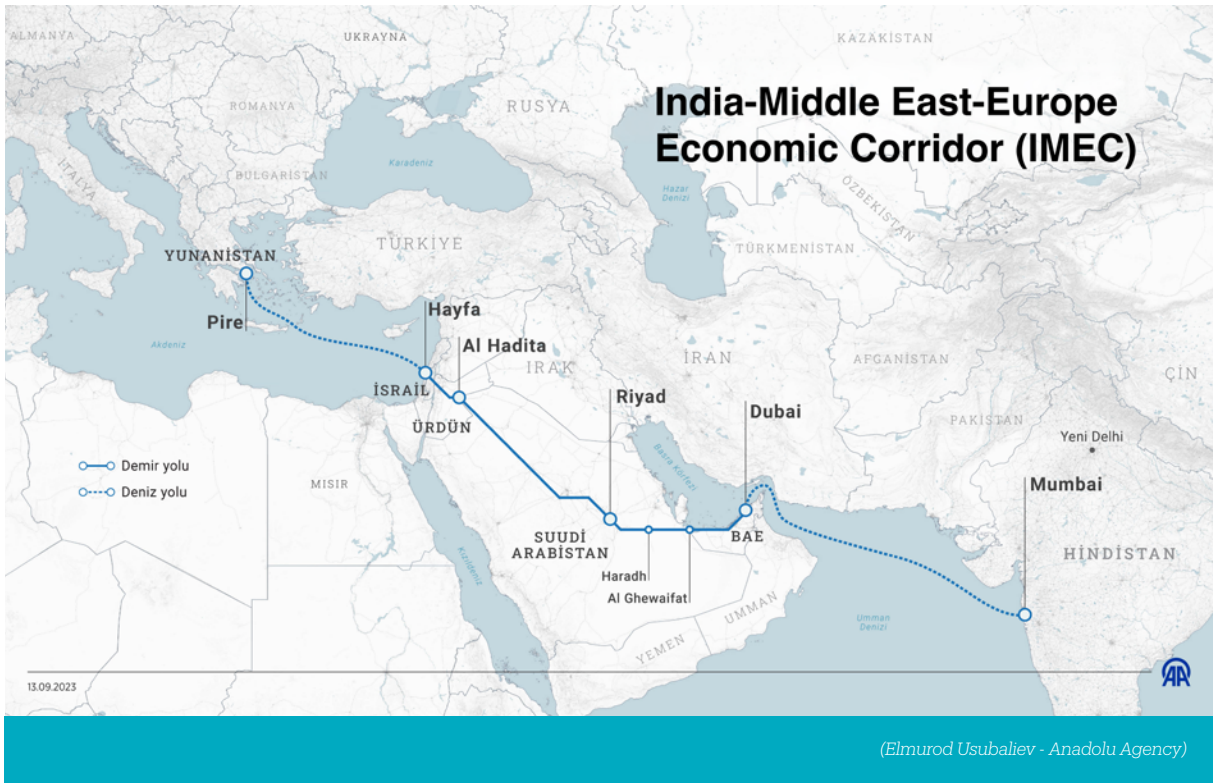 ALMANYA
UKRAYNA
KAZAKİSTAN
India-Middle East-Europe
Economic Corridor (IMEC)
ROMANYA
RUSYA
İTALYA
Karadeniz
BULGARİSTAN
Hazar
Denizi
ÖZBEKİSTAN
YUNANİSTAN
TÜRKİYE
TÜRKMENİSTAN
Pire
Hayfa
Akdeniz
Al Hadita
IRAK
İRAN
AFGANİSTAN
ÇİN
İSRAİL
Riyad
Dubai
ÜRDÜN
PAKİSTAN
Yeni Delhi
Basra Körfezi
Demir yolu
Deniz yolu
MISIR
Mumbai
SUUDİ
ARABİSTAN
BAE
HİNDİSTAN
Kızıldeniz
Haradh
Al Ghewaifat
UMMAN
Umman
Denizi
YEMEN
13.09.2023
AA
(Elmurod Usubaliev - Anadolu Agency)